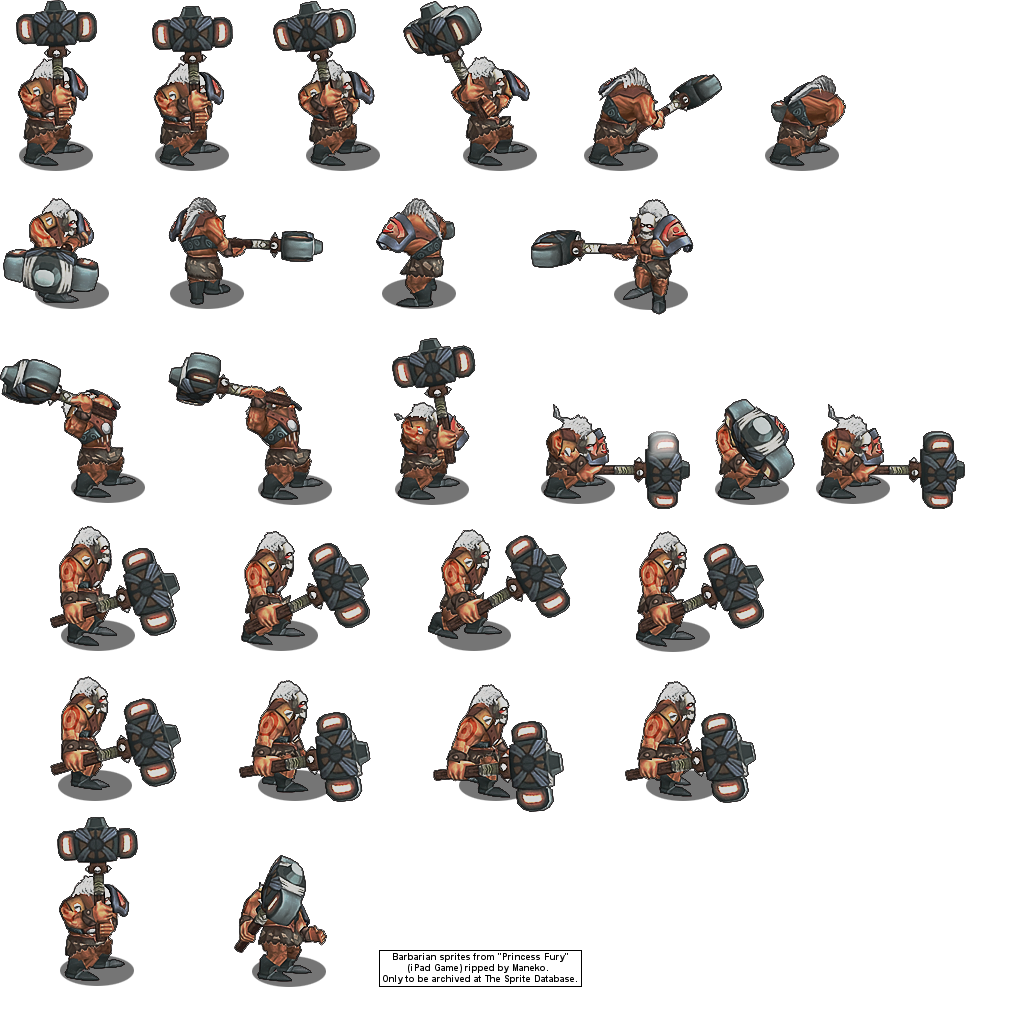 Barbarian sprites from "Princess Fury"
(iPad Game) ripped by Maneko.
Only to be archived at The Sprite Database.